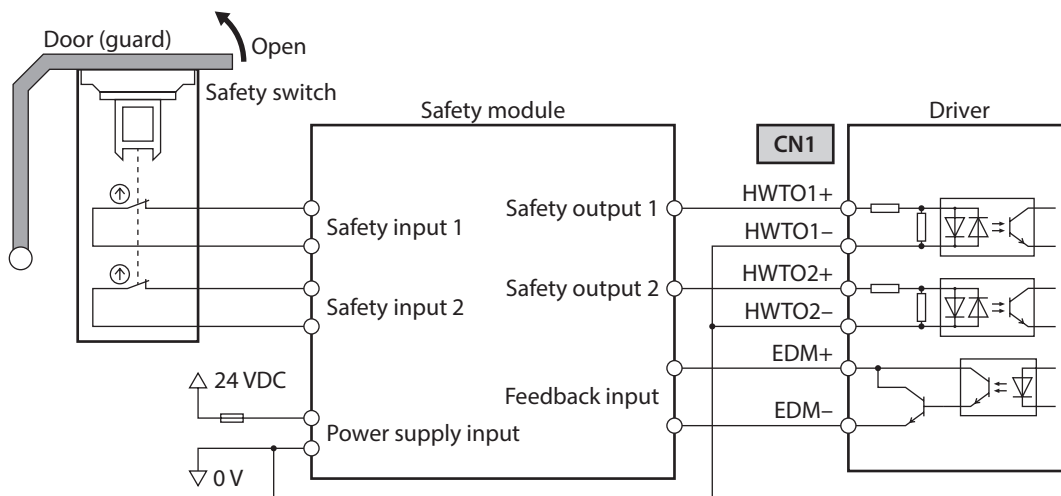 Door (guard)
Open
Safety switch
Safety module
Driver
CN1
HWTO1+
Safety output 1
Safety input 1
HWTO1−
HWTO2+
Safety output 2
Safety input 2
HWTO2−
EDM+
24 VDC
Feedback input
EDM−
Power supply input
0 V